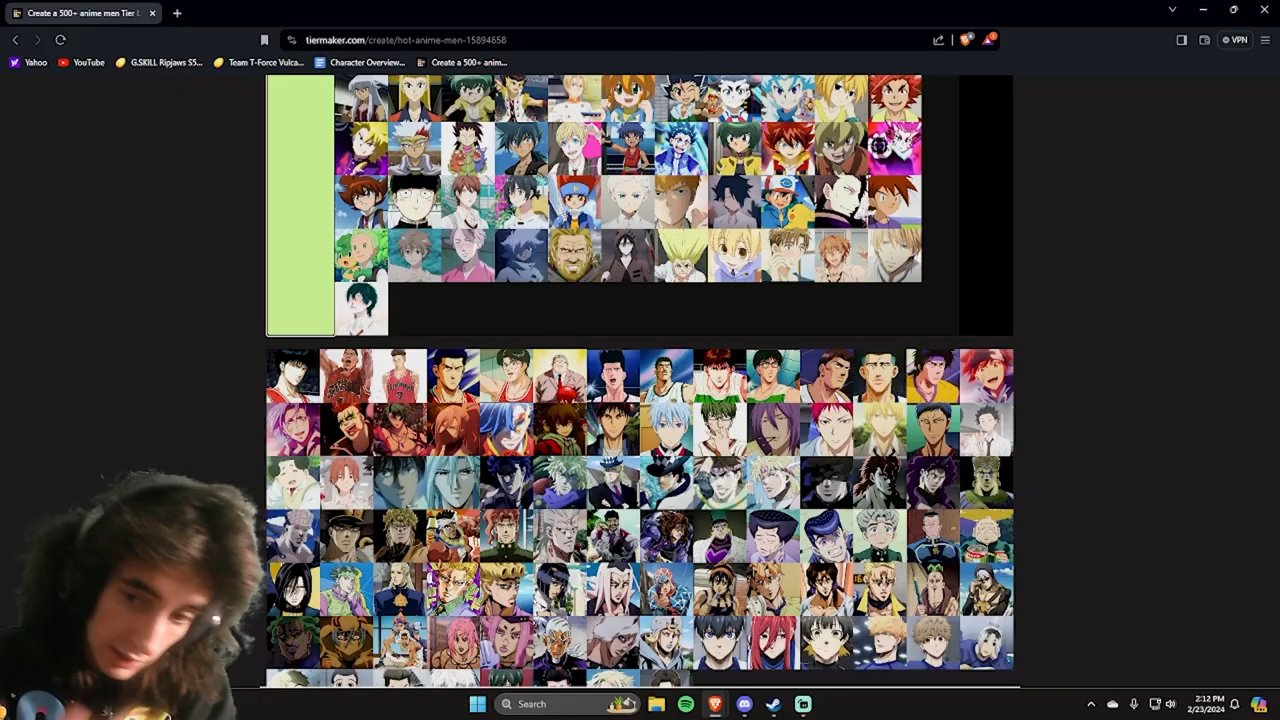 Create a 500+ anime men Tier l
tiermaker.com/create/hot-anime-men-15894658
VPN
Yahoo
YouTube
G.SKILL Ripjaws S5...
Team T-Force Vulca...
Character Overview...
Create a 500+ anim...
Search
2:12 PM
2/23/2024